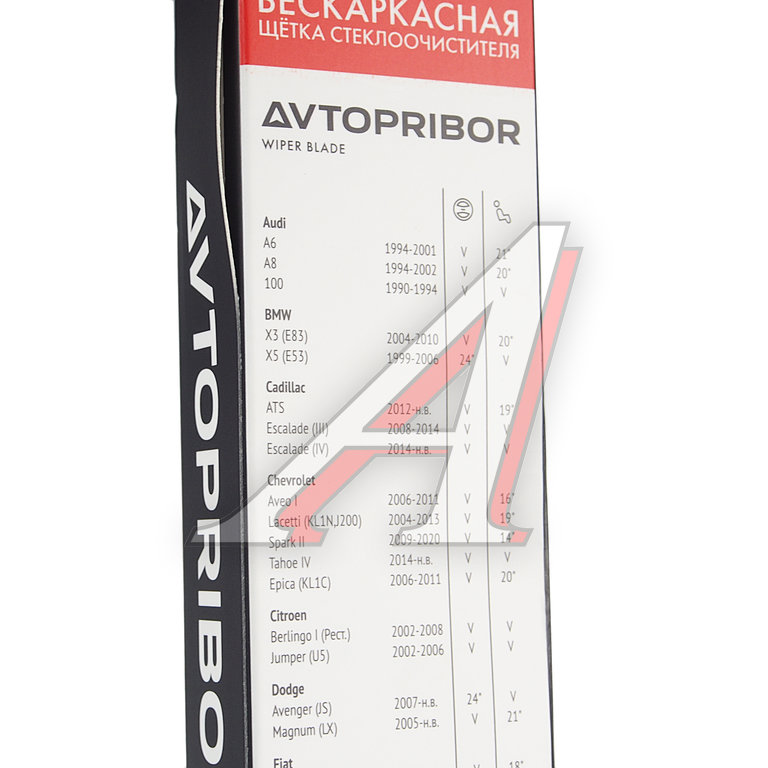 БЕСКАРКАСНАЯ
ЩЁТКА СТЕКЛООЧИСТИТЕЛЯ
AVTOPRIBOR
WIPER BLADE
Audi
A6 1994-2001 V 21"
A8 1994-2002 V 20"
100 1990-1994 V V
BMW
X3 (E83) 2004-2010 V 20"
X5 (E53) 1999-2006 24" V
Cadillac
ATS 2012-н.в. V 19"
Escalade (III) 2008-2014 V V
Escalade (IV) 2014-н.в. V V
Chevrolet
Aveo I 2006-2011 V 16"
Lacetti (KL1N,J200) 2004-2013 V 19"
Spark II 2009-2020 V 14"
Tahoe IV 2014-н.в. V V
Epica (KL1C) 2006-2011 V 20"
Citroen
Berlingo I (Рест.) 2002-2008 V V
Jumper (U5) 2002-2006 V V
Dodge
Avenger (JS) 2007-н.в. 24" V
Magnum (LX) 2005-н.в. V 21"
Fiat
18"
AVTOPRIBO